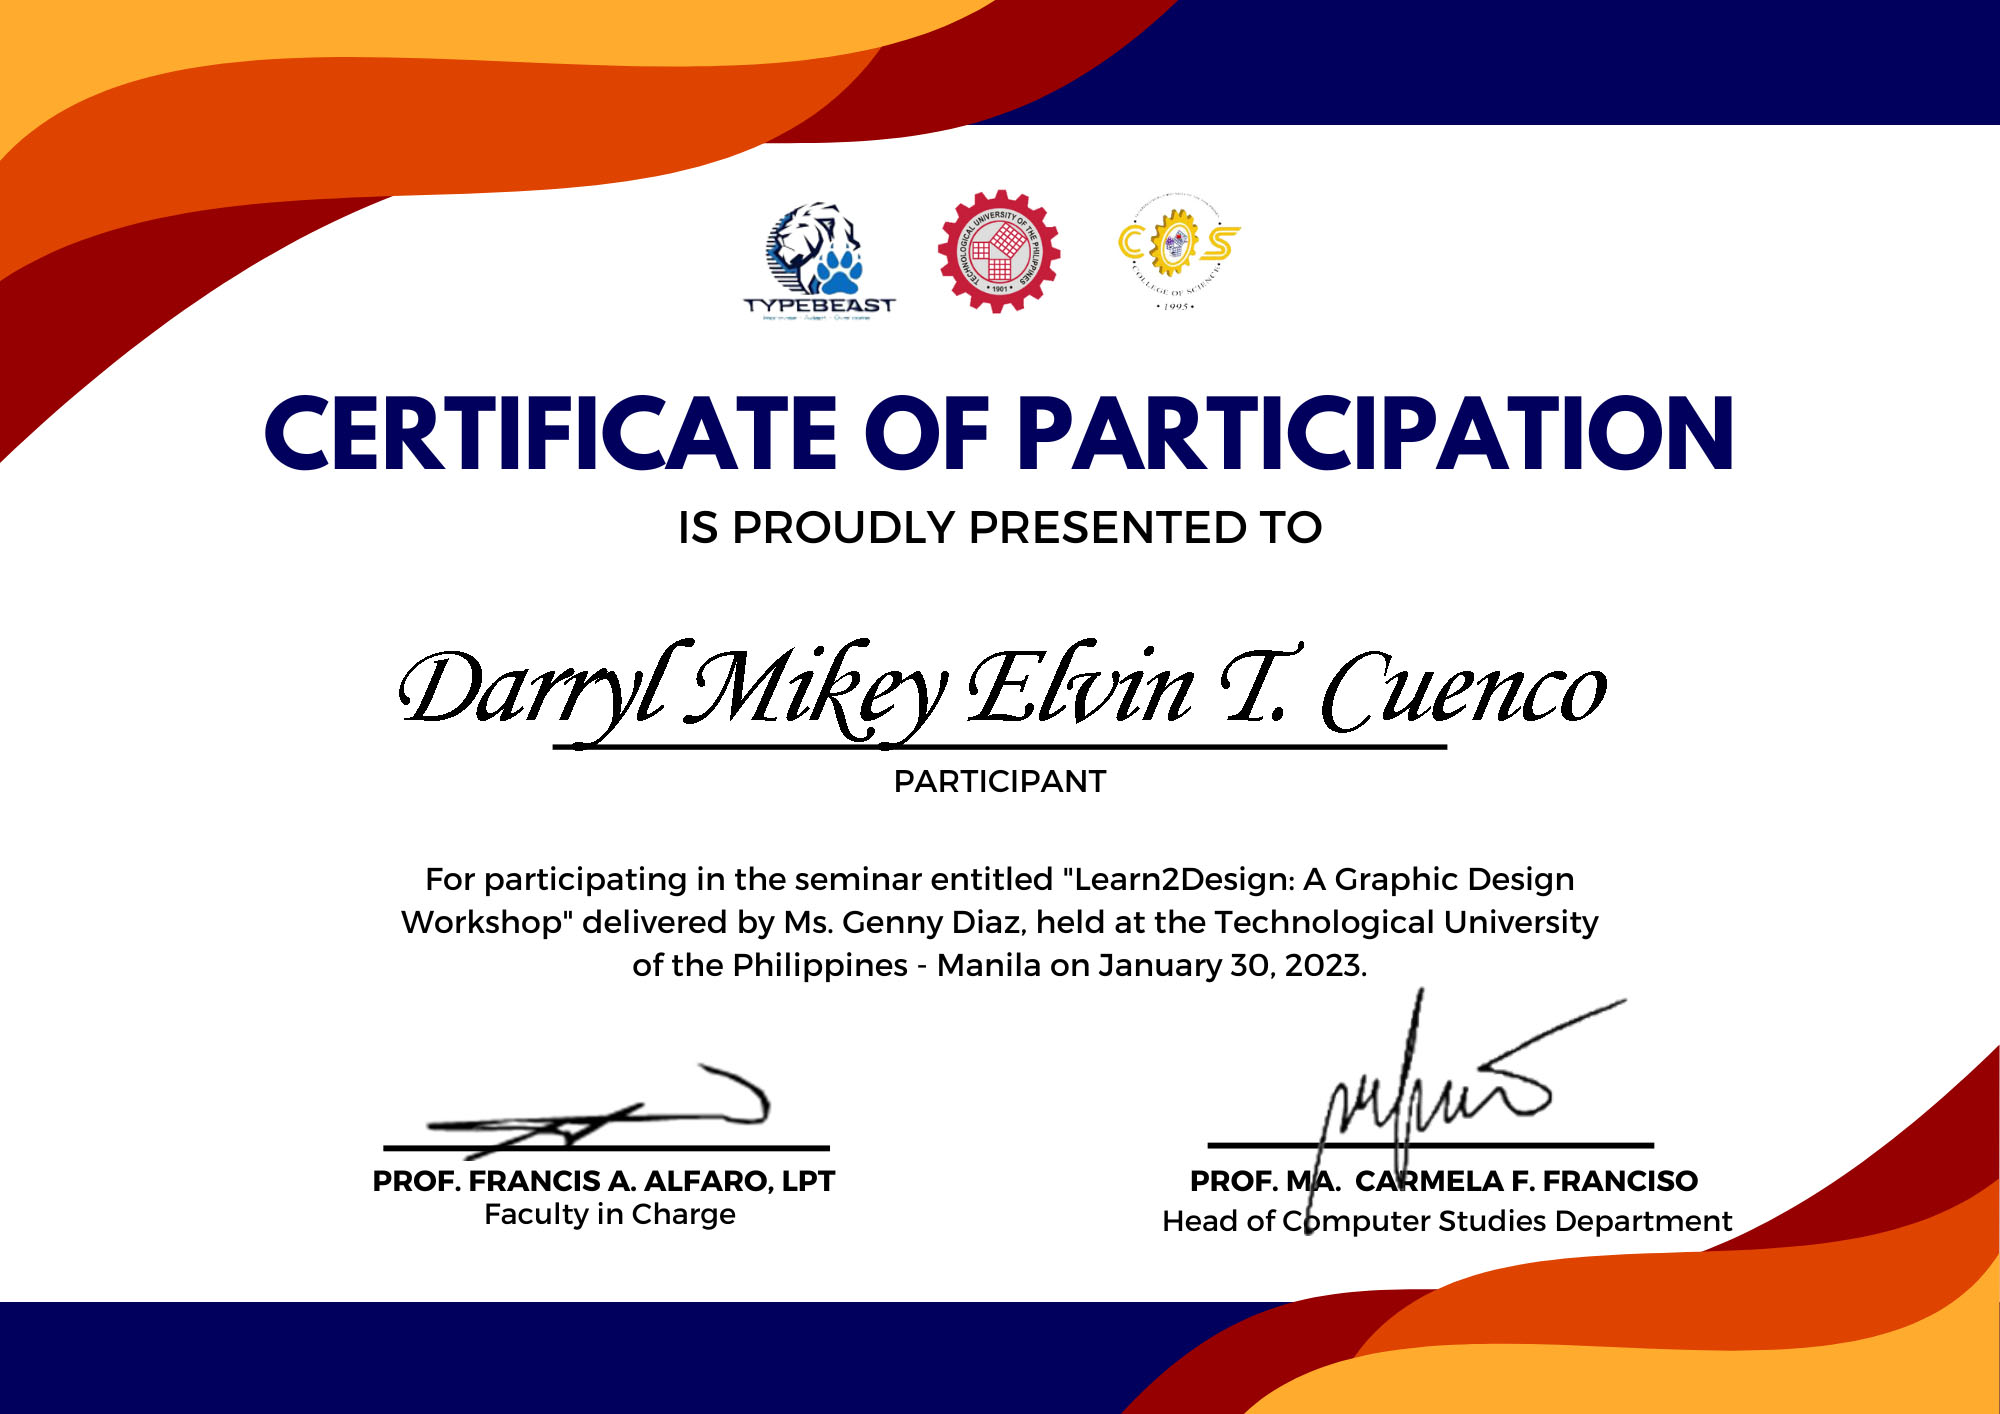 TYPEBEAST
TECHNOLOGICAL UNIVERSITY OF THE PHILIPPINES
• 1901 •
COS
COLLEGE OF SCIENCE
• 1995 •
CERTIFICATE OF PARTICIPATION
IS PROUDLY PRESENTED TO
Darryl Mikey Elvin T. Cuenco
PARTICIPANT
For participating in the seminar entitled "Learn2Design: A Graphic Design
Workshop" delivered by Ms. Genny Diaz, held at the Technological University
of the Philippines - Manila on January 30, 2023.
PROF. FRANCIS A. ALFARO, LPT
Faculty in Charge
PROF. MA. CARMELA F. FRANCISO
Head of Computer Studies Department